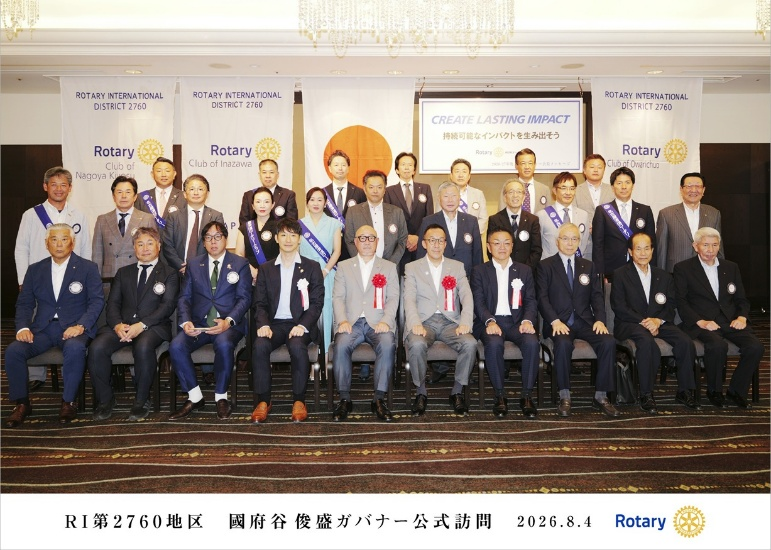 ROTARY INTERNATIONAL
DISTRICT 2760
Rotary
Club of
Nagoya
ROTARY INTERNATIONAL
DISTRICT 2760
Rotary
Club of Inazawa
CREATE LASTING IMPACT
持続可能なインパクトを生み出そう
Rotary
ROTARY INTERNATIONAL
DISTRICT 2760
Rotary
Club of Owarichuo
RI第2760地区 國府谷 俊盛ガバナー公式訪問 2026.8.4 Rotary